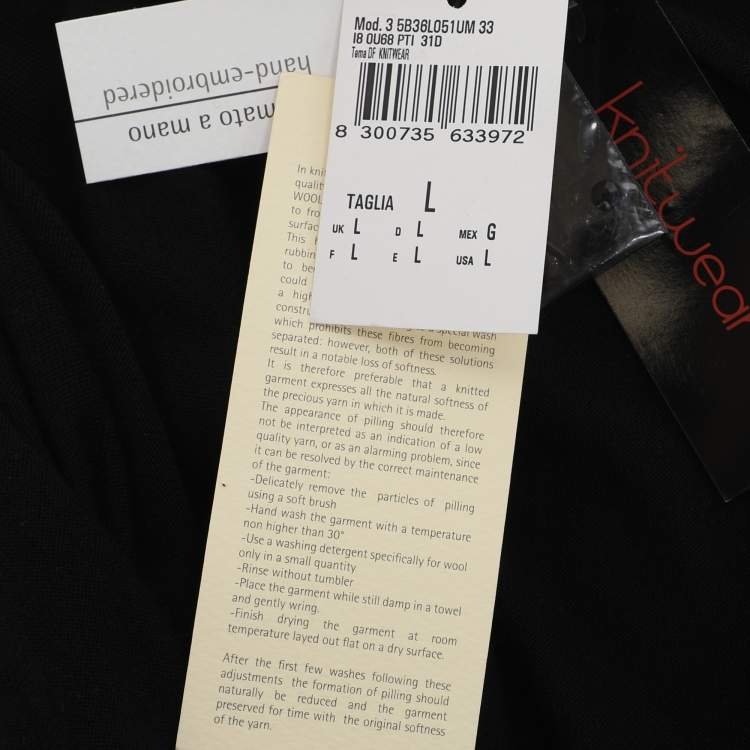 hand-embroidered
mato a mano
Mod. 3 5B36L051UM 33
I8 0U68 PTI 31D
Tema DF KNITWEAR
8 300735 633972
TAGLIA L
UK L D L MEX G
F L E L USA L
knitwear
In kni
qualit
WOOL
to fro
surfac
This
rubbin
to be
could
a high
constru special wash
which prohibits these fibres from becoming
separated: however, both of these solutions
result in a notable loss of softness.
It is therefore preferable that a knitted
garment expresses all the natural softness of
the precious yarn in which it is made.
The appearance of pilling should therefore
not be interpreted as an indication of a low
quality yarn, or as an alarming problem, since
it can be resolved by the correct maintenance
of the garment:
-Delicately remove the particles of pilling
using a soft brush
-Hand wash the garment with a temperature
non higher than 30°
-Use a washing detergent specifically for wool
only in a small quantity
-Rinse without tumbler
-Place the garment while still damp in a towel
and gently wring.
-Finish drying the garment at room
temperature layed out flat on a dry surface.
After the first few washes following these
adjustments the formation of pilling should
naturally be reduced and the garment
preserved for time with the original softness
of the yarn.